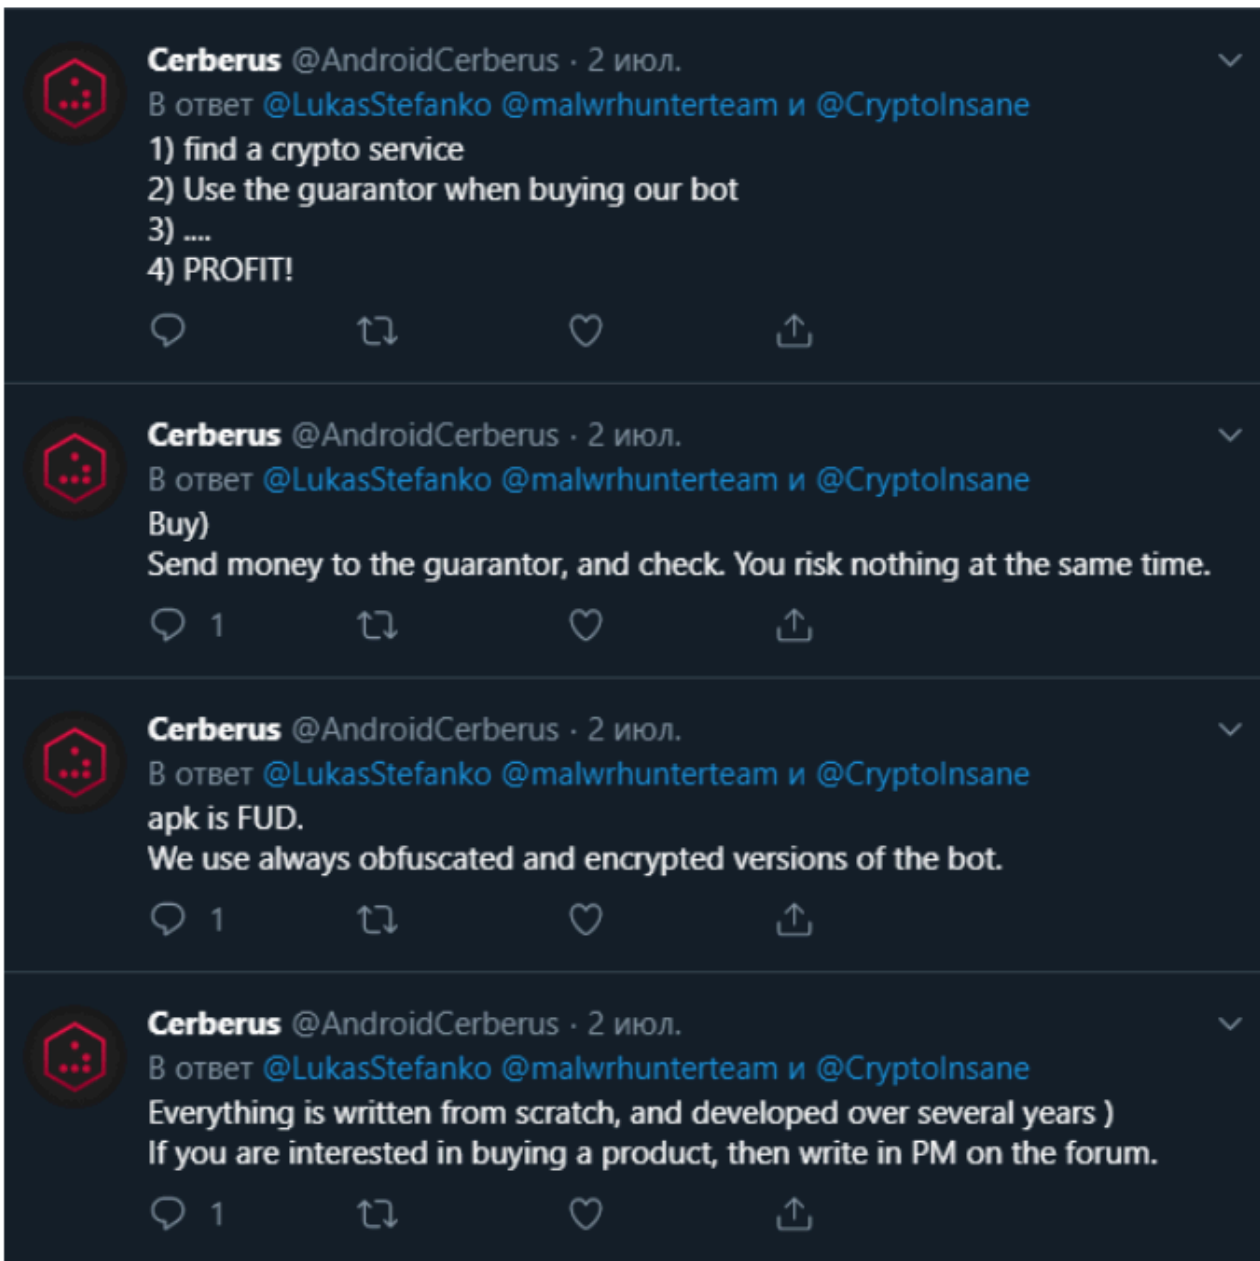 Cerberus @AndroidCerberus · 2 июл.
В ответ @LukasStefanko @malwrhunterteam и @CryptoInsane
1) find a crypto service
2) Use the guarantor when buying our bot
3) ....
4) PROFIT!
Cerberus @AndroidCerberus · 2 июл.
В ответ @LukasStefanko @malwrhunterteam и @CryptoInsane
Buy)
Send money to the guarantor, and check. You risk nothing at the same time.
1
Cerberus @AndroidCerberus · 2 июл.
В ответ @LukasStefanko @malwrhunterteam и @CryptoInsane
apk is FUD.
We use always obfuscated and encrypted versions of the bot.
1
Cerberus @AndroidCerberus · 2 июл.
В ответ @LukasStefanko @malwrhunterteam и @CryptoInsane
Everything is written from scratch, and developed over several years )
If you are interested in buying a product, then write in PM on the forum.
1